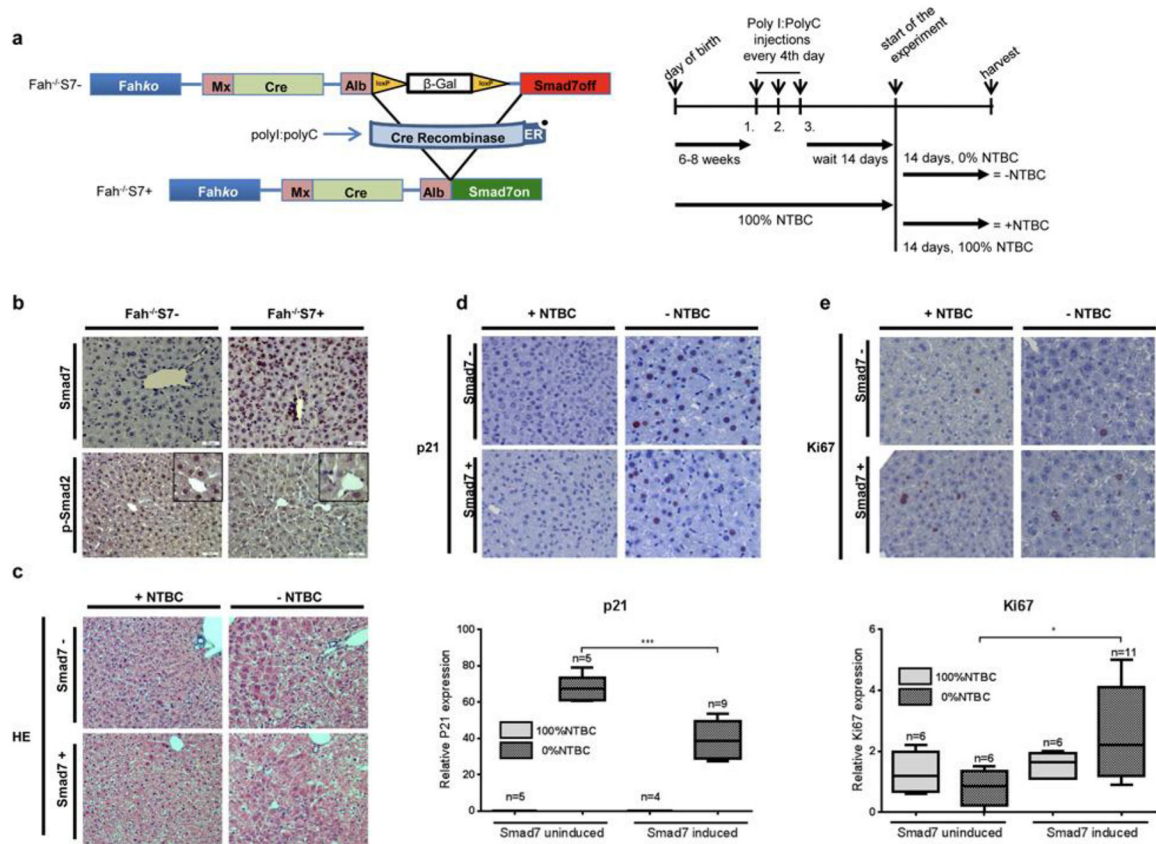 a
Fah-/-S7-
Fahko
Mx
Cre
Alb
loxP
β-Gal
loxP
Smad7off
polyI:polyC
Cre Recombinase
ER
Fah-/-S7+
Fahko
Mx
Cre
Alb
Smad7on
day of birth
Poly I:PolyC
injections
every 4th day
start of the
experiment
harvest
1.
2.
3.
6-8 weeks
wait 14 days
14 days, 0% NTBC
= -NTBC
100% NTBC
= +NTBC
14 days, 100% NTBC
b
Fah-/-S7-
Fah-/-S7+
Smad7
p-Smad2
c
+ NTBC
- NTBC
HE
Smad7 -
Smad7 +
d
+ NTBC
- NTBC
p21
Smad7 -
Smad7 +
p21
Relative P21 expression
100
80
60
40
20
0
n=5
***
n=9
100%NTBC
0%NTBC
n=5
n=4
Smad7 uninduced
Smad7 induced
e
+ NTBC
- NTBC
Ki67
Smad7 -
Smad7 +
Ki67
Relative Ki67 expression
6
4
2
0
*
n=11
100%NTBC
0%NTBC
n=6
n=6
n=6
Smad7 uninduced
Smad7 induced